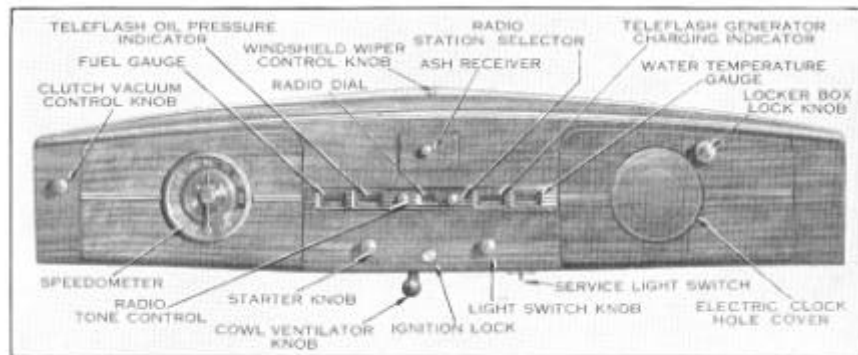 TELEFLASH OIL PRESSURE
INDICATOR
FUEL GAUGE
CLUTCH VACUUM
CONTROL KNOB
WINDSHIELD WIPER
CONTROL KNOB
RADIO DIAL
RADIO
STATION SELECTOR
ASH RECEIVER
TELEFLASH GENERATOR
CHARGING INDICATOR
WATER TEMPERATURE
GAUGE
LOCKER BOX
LOCK KNOB
SPEEDOMETER
RADIO
TONE CONTROL
STARTER KNOB
COWL VENTILATOR
KNOB
IGNITION LOCK
LIGHT SWITCH KNOB
SERVICE LIGHT SWITCH
ELECTRIC CLOCK
HOLE COVER